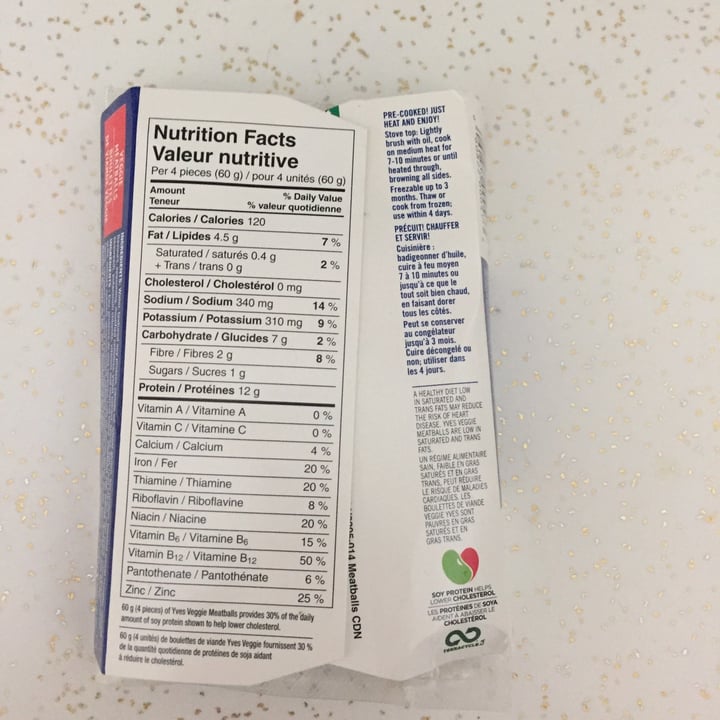 Nutrition Facts
Valeur nutritive
Per 4 pieces (60 g) / pour 4 unités (60 g)
Amount % Daily Value
Teneur % valeur quotidienne
Calories / Calories 120
Fat / Lipides 4.5 g 7 %
Saturated / saturés 0.4 g
+ Trans / trans 0 g 2 %
Cholesterol / Cholestérol 0 mg
Sodium / Sodium 340 mg 14 %
Potassium / Potassium 310 mg 9 %
Carbohydrate / Glucides 7 g 2 %
Fibre / Fibres 2 g 8 %
Sugars / Sucres 1 g
Protein / Protéines 12 g
Vitamin A / Vitamine A 0 %
Vitamin C / Vitamine C 0 %
Calcium / Calcium 4 %
Iron / Fer 20 %
Thiamine / Thiamine 20 %
Riboflavin / Riboflavine 8 %
Niacin / Niacine 20 %
Vitamin B6 / Vitamine B6 15 %
Vitamin B12 / Vitamine B12 50 %
Pantothenate / Pantothénate 6 %
Zinc / Zinc 25 %
60 g (4 pieces) of Yves Veggie Meatballs provides 30% of the daily
amount of soy protein shown to help lower cholesterol.
60 g (4 unités) de boulettes de viande Yves Veggie fournissent 30 %
de la quantité quotidienne de protéines de soja aidant
à réduire le cholestérol.
PRE-COOKED! JUST
HEAT AND ENJOY!
Stove top: Lightly
brush with oil, cook
on medium heat for
7-10 minutes or until
heated through,
browning all sides.
Freezable up to 3
months. Thaw or
cook from frozen;
use within 4 days.
PRÉCUIT! CHAUFFER
ET SERVIR!
Cuisinière :
badigeonner d'huile,
cuire à feu moyen
7 à 10 minutes ou
jusqu'à ce que le
tout soit bien chaud,
en faisant dorer
tous les côtés.
Peut se conserver
au congélateur
jusqu'à 3 mois.
Cuire décongelé ou
non; utiliser dans
les 4 jours.
A HEALTHY DIET LOW
IN SATURATED AND
TRANS FATS MAY REDUCE
THE RISK OF HEART
DISEASE. YVES VEGGIE
MEATBALLS ARE LOW IN
SATURATED AND TRANS
FATS.
UN RÉGIME ALIMENTAIRE
SAIN, FAIBLE EN GRAS
SATURÉS ET EN GRAS
TRANS, PEUT RÉDUIRE
LE RISQUE DE MALADIES
CARDIAQUES. LES
BOULETTES DE VIANDE
VEGGIE YVES SONT
PAUVRES EN GRAS
SATURÉS ET EN
GRAS TRANS.
SOY PROTEIN HELPS
LOWER CHOLESTEROL
LES PROTÉINES DE SOYA
AIDENT À ABAISSER LE
CHOLESTÉROL
TERRACYCLE
014 Meatballs CDN
VEGGIE
MEATBALLS
INGREDIENTS: